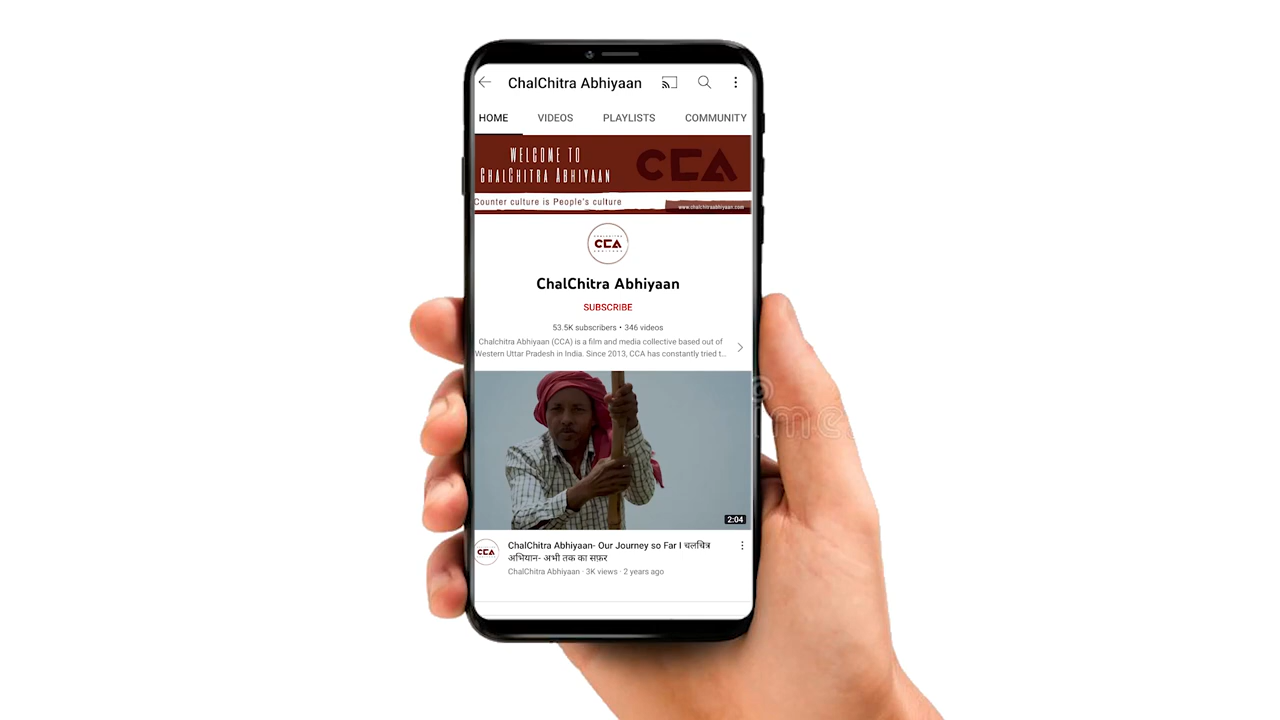 ChalChitra Abhiyaan
HOME VIDEOS PLAYLISTS COMMUNITY
WELCOME TO
CHALCHITRA ABHIYAAN
CCA
Counter culture is People's culture
www.chalchitraabhiyaan.com
CHALCHITRA
CCA
ABHIYAAN
ChalChitra Abhiyaan
SUBSCRIBE
53.5K subscribers • 346 videos
Chalchitra Abhiyaan (CCA) is a film and media collective based out of
Western Uttar Pradesh in India. Since 2013, CCA has constantly tried t...
2:04
CCA
ChalChitra Abhiyaan- Our Journey so Far I चलचित्र
अभियान- अभी तक का सफ़र
ChalChitra Abhiyaan · 3K views · 2 years ago